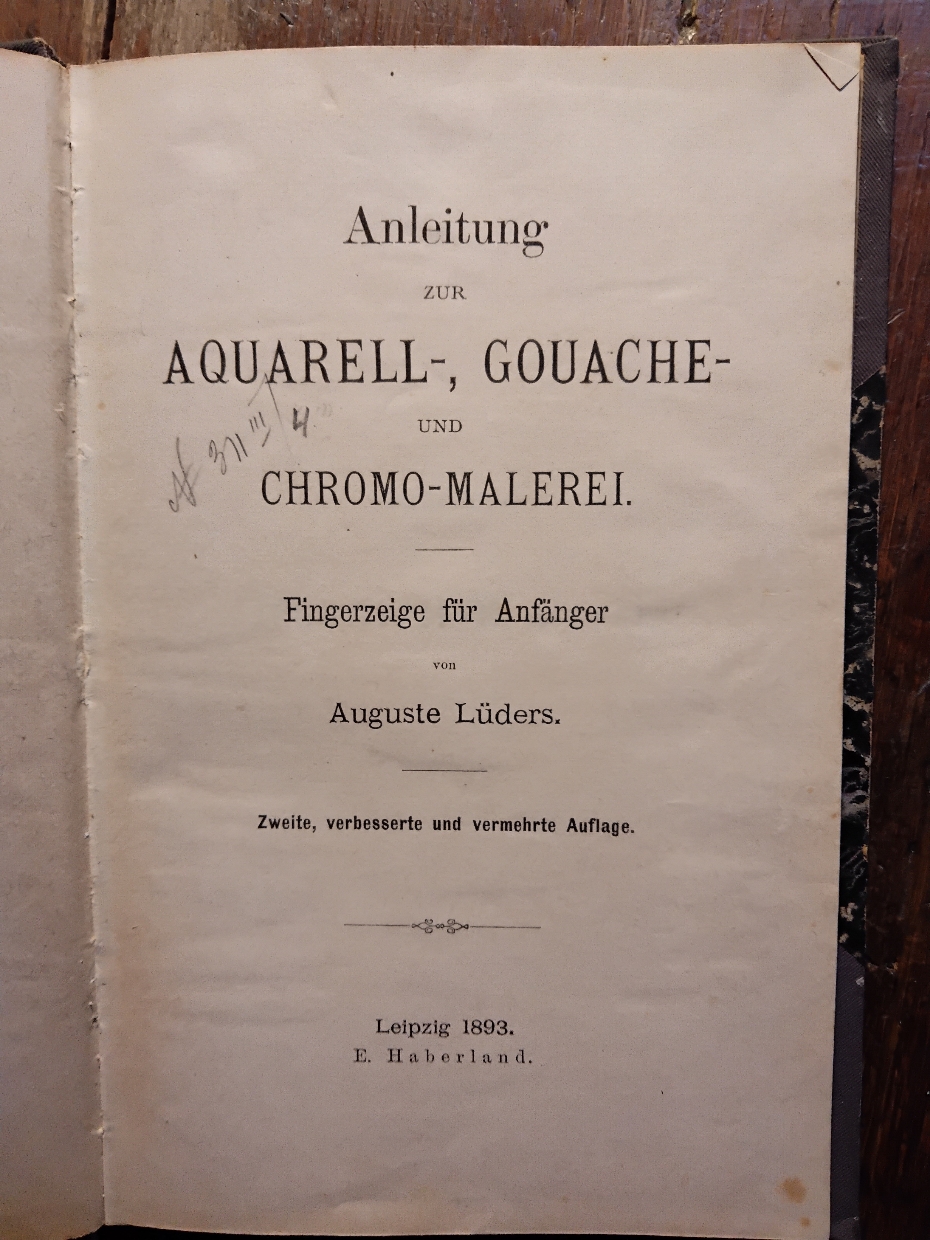 Anleitung
ZUR
AQUARELL-, GOUACHE-
UND
CHROMO-MALEREI.
Fingerzeige für Anfänger
von
Auguste Lüders.
Zweite, verbesserte und vermehrte Auflage.
Leipzig 1893.
E. Haberland.